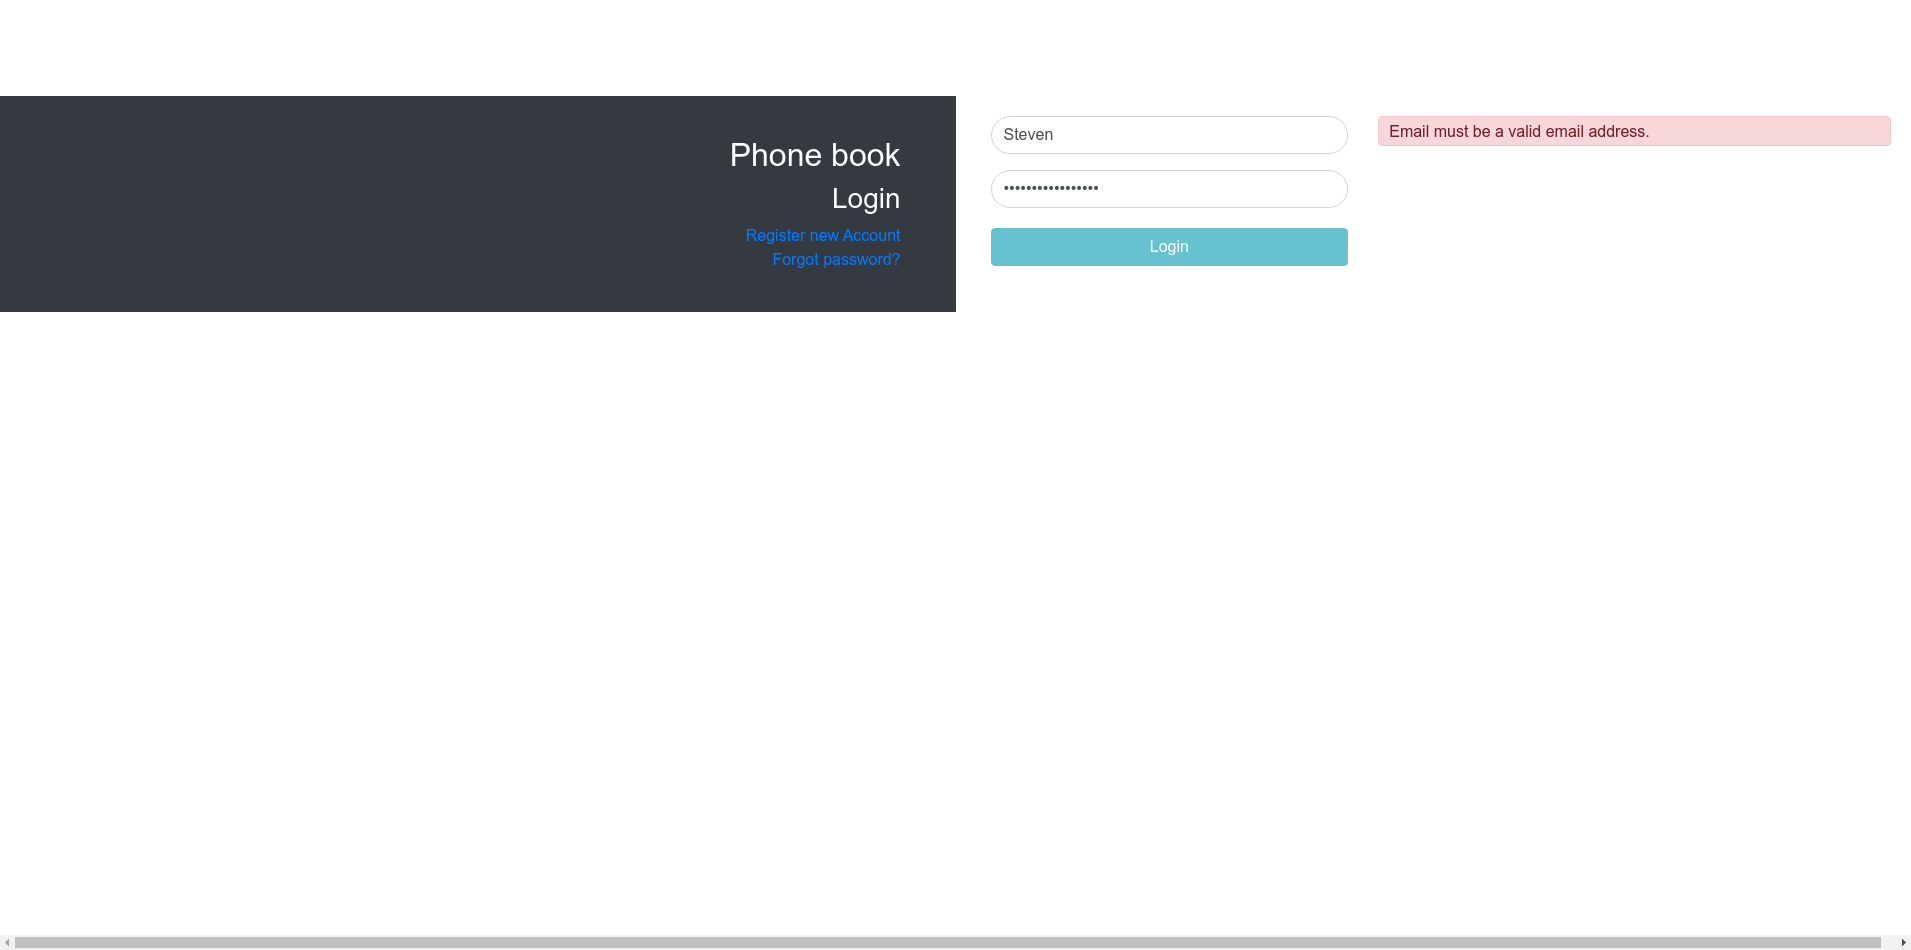 Phone book
Login
Register new Account
Forgot password?
Steven
•••••••••••••••••
Login
Email must be a valid email address.